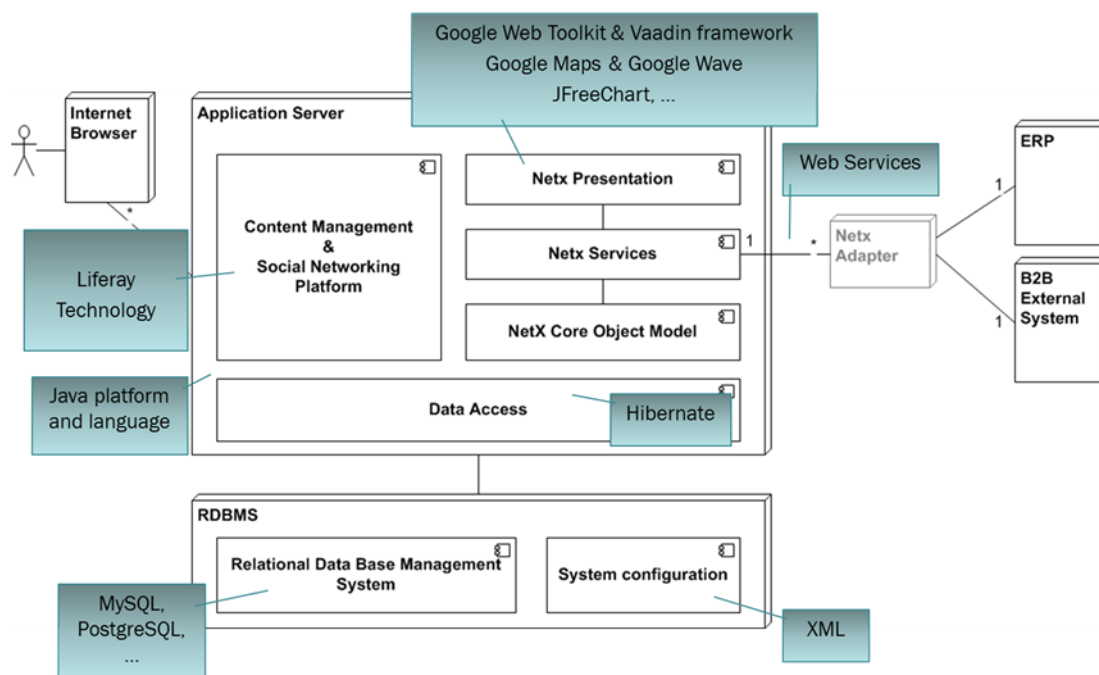 Google Web Toolkit & Vaadin framework
Google Maps & Google Wave
JFreeChart, ...
Internet
Browser
Application Server
ERP
Web Services
Netx Presentation
1
*
Content Management
&
Social Networking
Platform
Netx Services
1
*
Netx
Adapter
Liferay
Technology
B2B
External
System
1
NetX Core Object Model
Java platform
and language
Data Access
Hibernate
RDBMS
Relational Data Base Management
System
System configuration
MySQL,
PostgreSQL,
...
XML